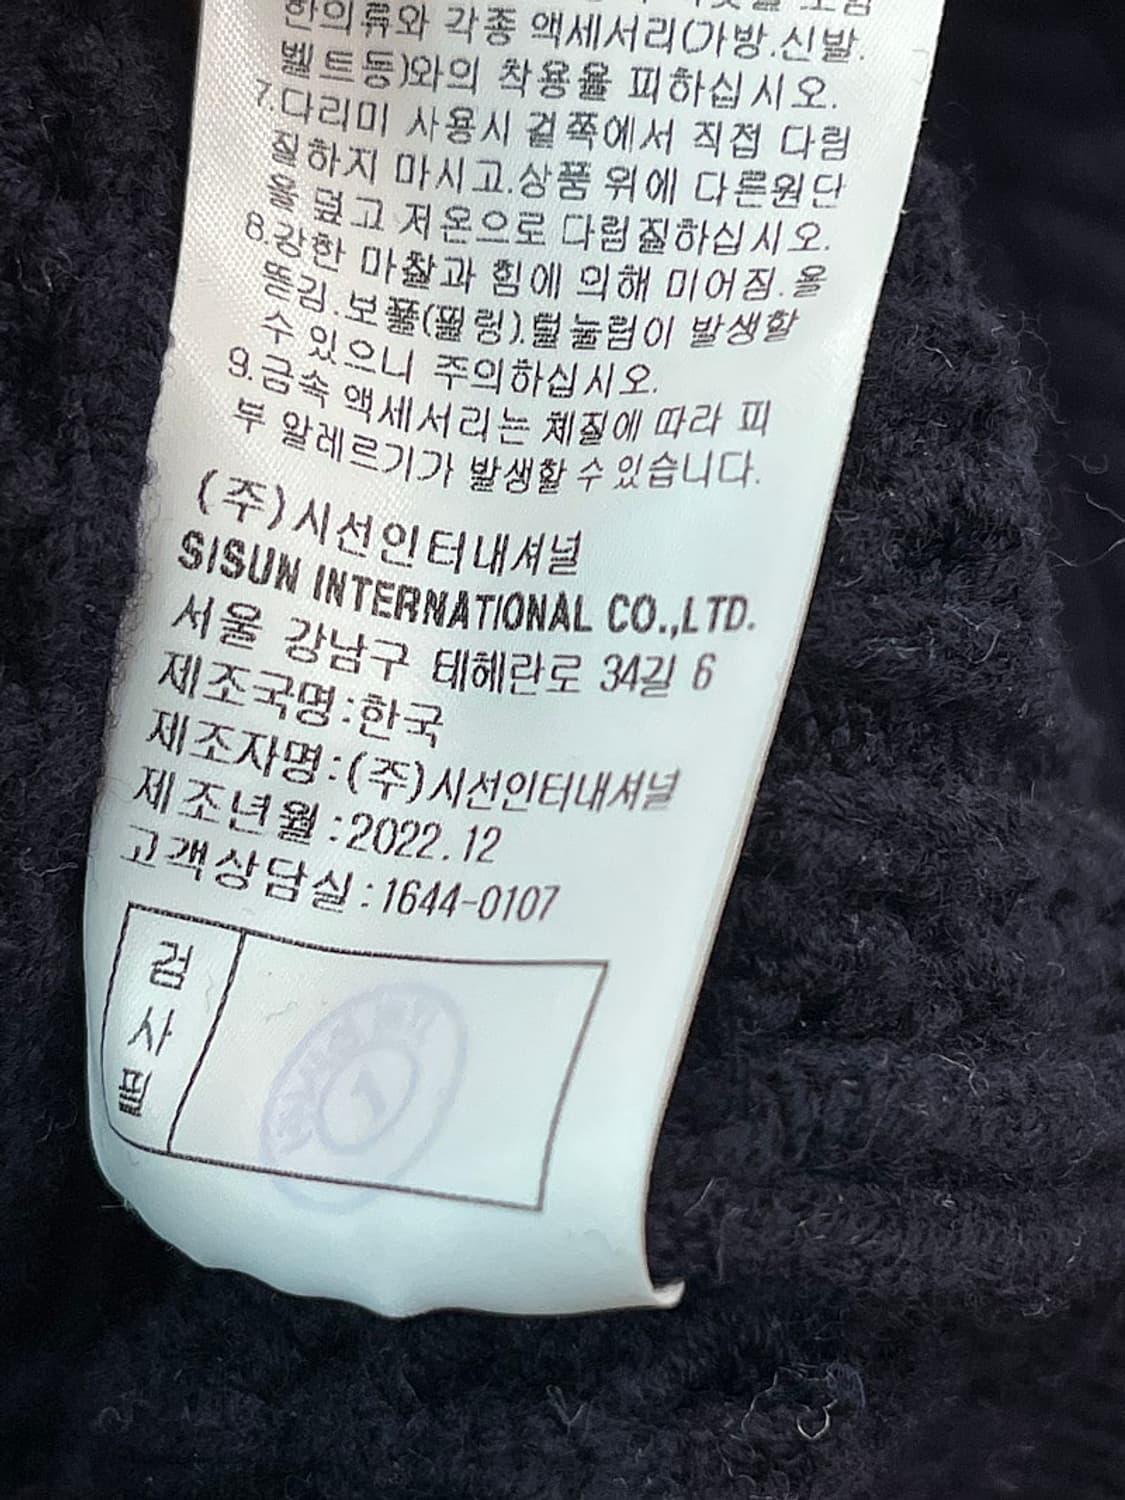 한의류와 각종 액세서리(가방.신발.
벨트등)와의 착용을 피하십시오.
7.다리미 사용시 겉쪽에서 직접 다림
질하지 마시고.상품 위에 다른원단
을 덮고 저온으로 다림질하십시오.
8.강한 마찰과 힘에 의해 미어짐.올
뜯김.보풀(필링).털눌림이 발생할
수 있으니 주의하십시오.
9.금속 액세서리는 체질에 따라 피
부 알레르기가 발생할 수 있습니다.
(주)시선인터내셔널
SISUN INTERNATIONAL CO.,LTD.
서울 강남구 테헤란로 34길 6
제조국명:한국
제조자명:(주)시선인터내셔널
제조년월:2022.12
고객상담실:1644-0107
검
사
필
1